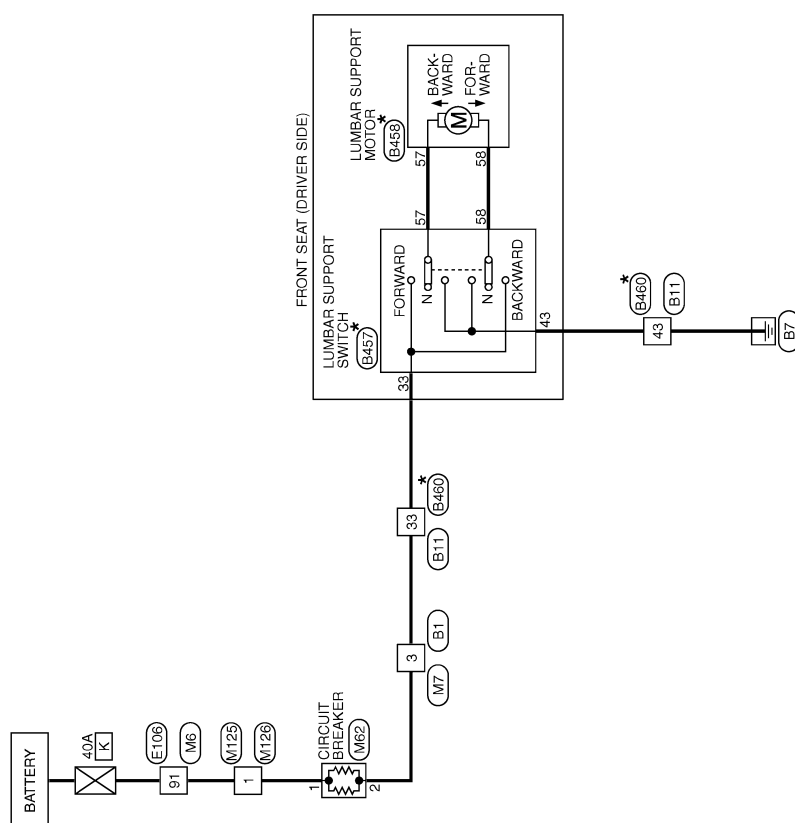 BATTERY
40A
K
E106
91
M6
M125
1
M126
CIRCUIT
BREAKER
M62
1
2
M7
3
B1
B11
33
B460
*
FRONT SEAT (DRIVER SIDE)
LUMBAR SUPPORT
SWITCH
*
B457
33
FORWARD
N
N
BACKWARD
43
57
58
57
58
LUMBAR SUPPORT
MOTOR
*
B458
M
BACK-
WARD
FOR-
WARD
*
B460
43
B11
B7